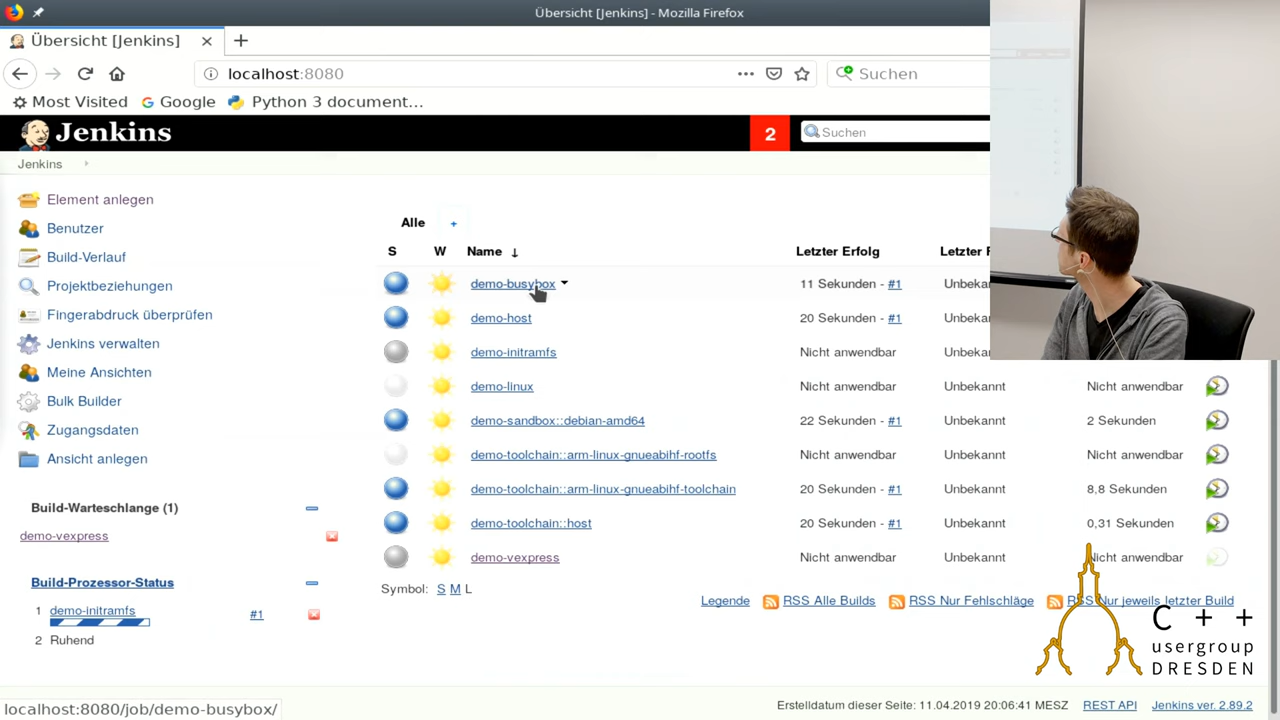 Übersicht [Jenkins] - Mozilla Firefox
Übersicht [Jenkins]
localhost:8080
Suchen
Most Visited Google Python 3 document…
Jenkins 2 Suchen
Jenkins
Element anlegen
Benutzer
Build-Verlauf
Projektbeziehungen
Fingerabdruck überprüfen
Jenkins verwalten
Meine Ansichten
Bulk Builder
Zugangsdaten
Ansicht anlegen
Build-Warteschlange (1)
demo-vexpress
Build-Prozessor-Status
1 demo-initramfs #1
2 Ruhend
Alle +
S W Name ↓ Letzter Erfolg Letzter
demo-busybox 11 Sekunden - #1
demo-host 20 Sekunden - #1
demo-initramfs Nicht anwendbar
demo-linux Nicht anwendbar Unbekannt Nicht anwendbar
demo-sandbox::debian-amd64 22 Sekunden - #1 Unbekannt 2 Sekunden
demo-toolchain::arm-linux-gnueabihf-rootfs Nicht anwendbar Unbekannt Nicht anwendbar
demo-toolchain::arm-linux-gnueabihf-toolchain 20 Sekunden - #1 Unbekannt 8,8 Sekunden
demo-toolchain::host 20 Sekunden - #1 Unbekannt 0,31 Sekunden
demo-vexpress Nicht anwendbar Unbekannt Nicht anwendbar
Symbol: S M L
Legende RSS Alle Builds RSS Nur Fehlschläge RSS Nur jeweils letzter Build
C + +
usergroup
DRESDEN
Erstelldatum dieser Seite: 11.04.2019 20:06:41 MESZ REST API Jenkins ver. 2.89.2
localhost:8080/job/demo-busybox/